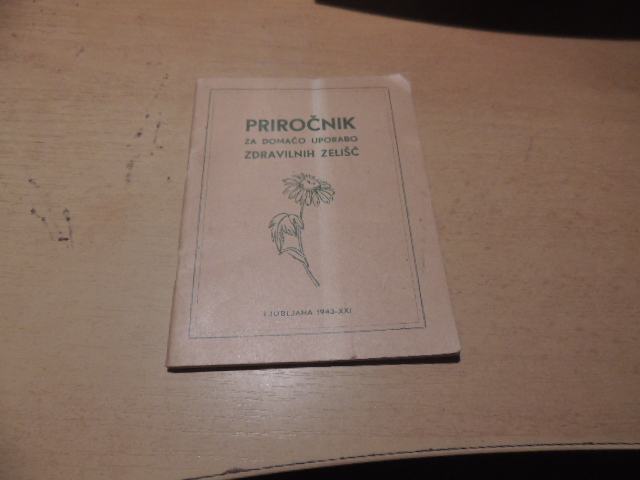 PRIROČNIK
ZA DOMAČO UPORABO
ZDRAVILNIH ZELIŠČ
LJUBLJANA 1943-XXI